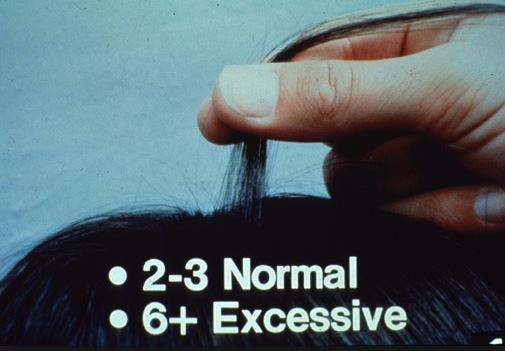 • 2-3 Normal
• 6+ Excessive